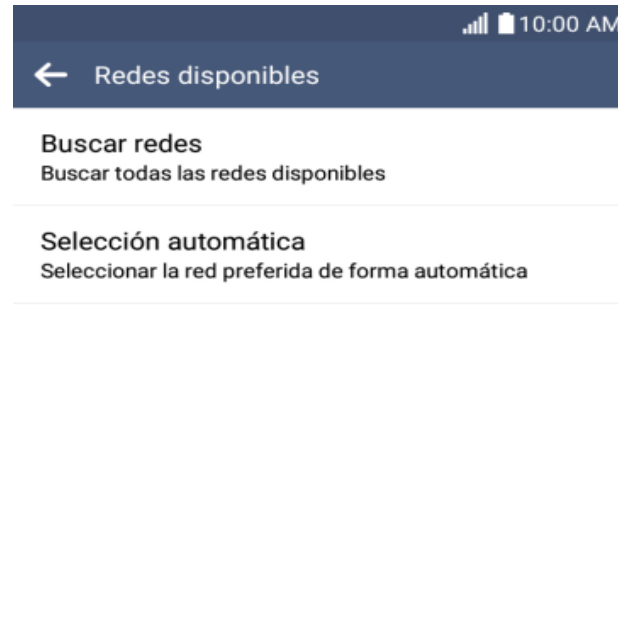 10:00 AM
Redes disponibles
Buscar redes
Buscar todas las redes disponibles
Selección automática
Seleccionar la red preferida de forma automática